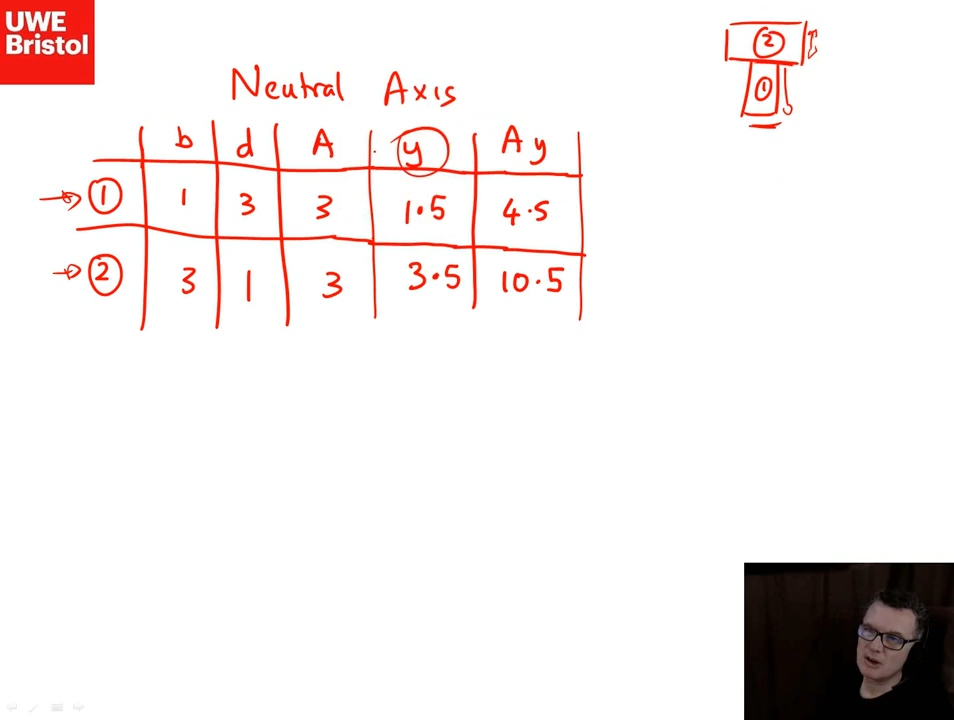 UWE
Bristol
②
①
Neutral Axis
b d A y Ay
① 1 3 3 1.5 4.5
② 3 1 3 3.5 10.5